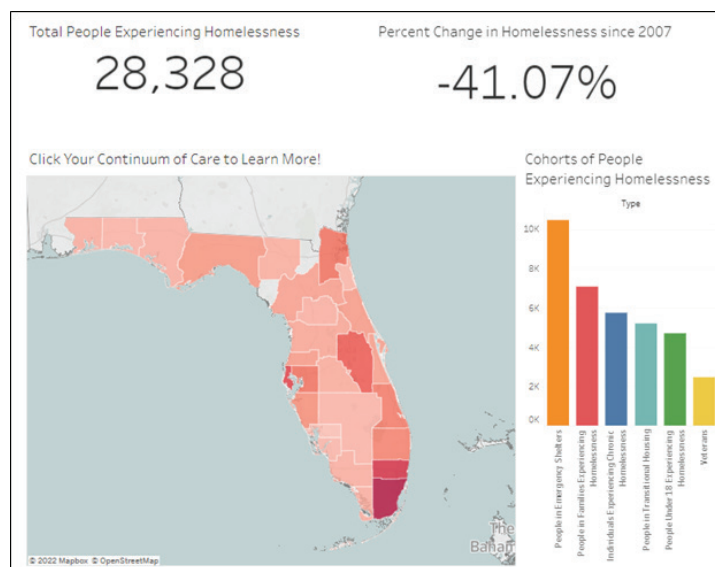 Total People Experiencing Homelessness
28,328
Percent Change in Homelessness since 2007
-41.07%
Click Your Continuum of Care to Learn More!
The
Baham
© 2022 Mapbox © OpenStreetMap
Cohorts of People
Experiencing Homelessness
Type
10K
8K
6K
4K
2K
0K
People in Emergency Shelters
People in Families Experiencing
Homelessness
Individuals Experiencing Chronic
Homelessness
People in Transitional Housing
People Under 18 Experiencing
Homelessness
Veterans